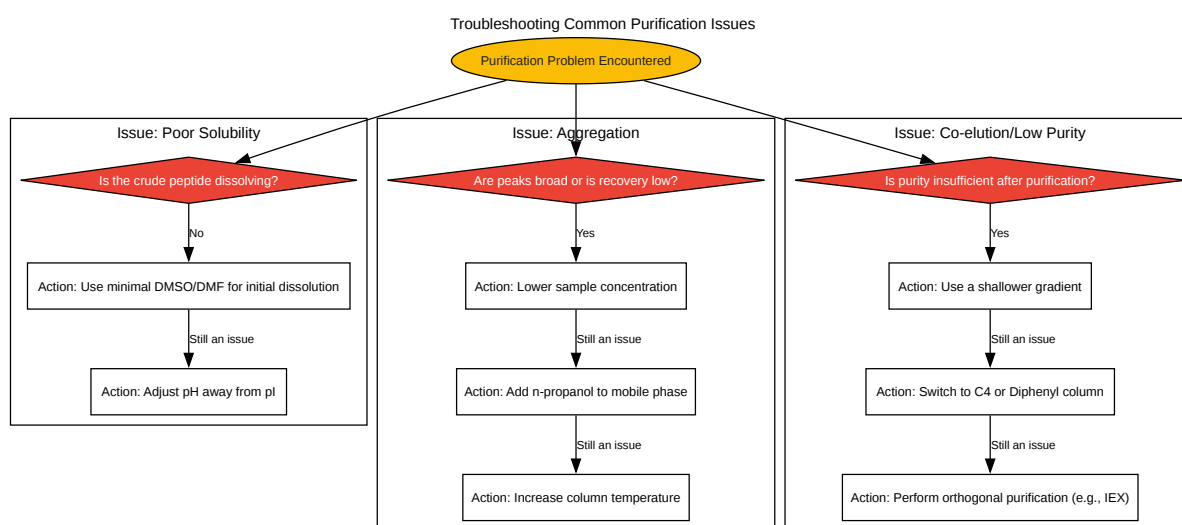 Troubleshooting Common Purification Issues
Purification Problem Encountered
Issue: Poor Solubility
Is the crude peptide dissolving?
No
Action: Use minimal DMSO/DMF for initial dissolution
Still an issue
Action: Adjust pH away from pI
Issue: Aggregation
Are peaks broad or is recovery low?
Yes
Action: Lower sample concentration
Still an issue
Action: Add n-propanol to mobile phase
Still an issue
Action: Increase column temperature
Issue: Co-elution/Low Purity
Is purity insufficient after purification?
Yes
Action: Use a shallower gradient
Still an issue
Action: Switch to C4 or Diphenyl column
Still an issue
Action: Perform orthogonal purification (e.g., IEX)